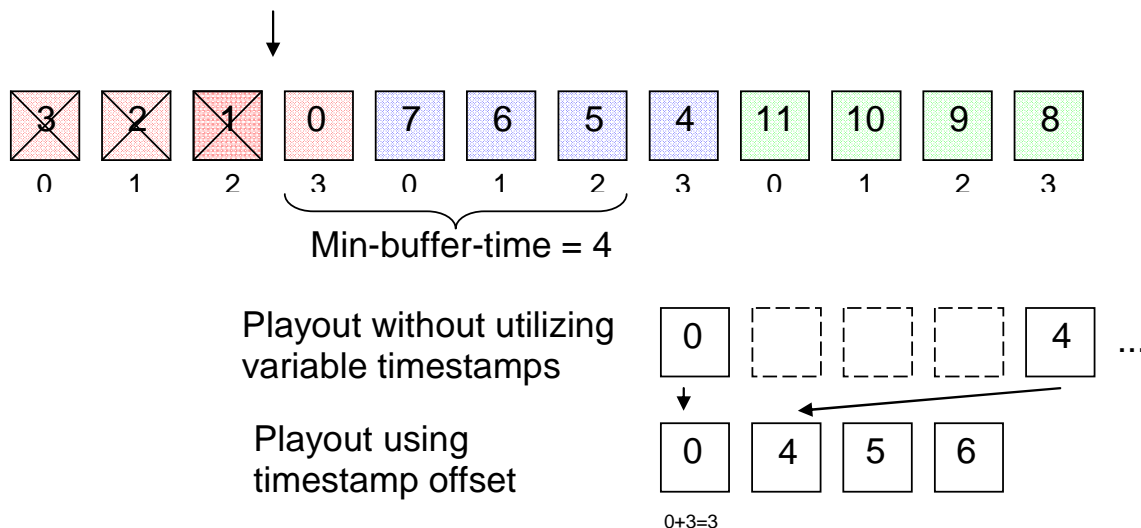 3 2 1 0 7 6 5 4 11 10 9 8
0 1 2 3 0 1 2 3 0 1 2 3
Min-buffer-time = 4
Playout without utilizing
variable timestamps
0 4 ...
Playout using
timestamp offset
0 4 5 6
0+3=3